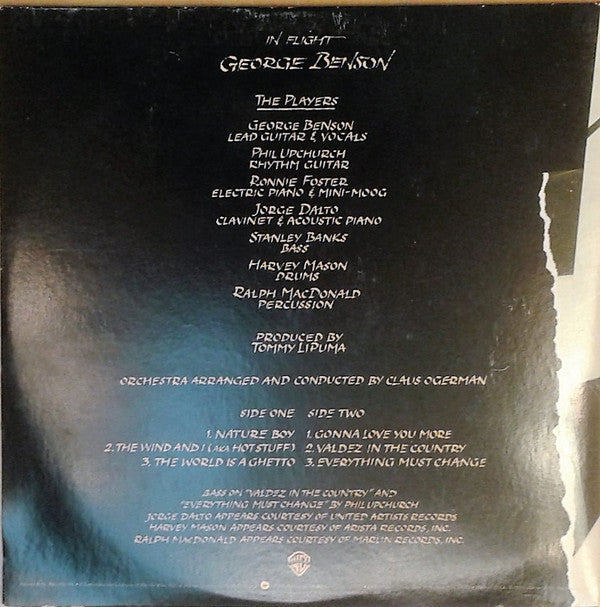 IN FLIGHT
GEORGE BENSON
THE PLAYERS
GEORGE BENSON
LEAD GUITAR & VOCALS
PHIL UPCHURCH
RHYTHM GUITAR
RONNIE FOSTER
ELECTRIC PIANO & MINI-MOOG
JORGE DALTO
CLAVINET & ACOUSTIC PIANO
STANLEY BANKS
BASS
HARVEY MASON
DRUMS
RALPH MACDONALD
PERCUSSION
PRODUCED BY
TOMMY LIPUMA
ORCHESTRA ARRANGED AND CONDUCTED BY CLAUS OGERMAN
SIDE ONE
1. NATURE BOY
2. THE WIND AND I (AKA HOT STUFF)
3. THE WORLD IS A GHETTO
SIDE TWO
1. GONNA LOVE YOU MORE
2. VALDEZ IN THE COUNTRY
3. EVERYTHING MUST CHANGE
BASS ON "VALDEZ IN THE COUNTRY" AND
"EVERYTHING MUST CHANGE" BY PHIL UPCHURCH
JORGE DALTO APPEARS COURTESY OF UNITED ARTISTS RECORDS
HARVEY MASON APPEARS COURTESY OF ARISTA RECORDS, INC.
RALPH MACDONALD APPEARS COURTESY OF MARLIN RECORDS, INC.